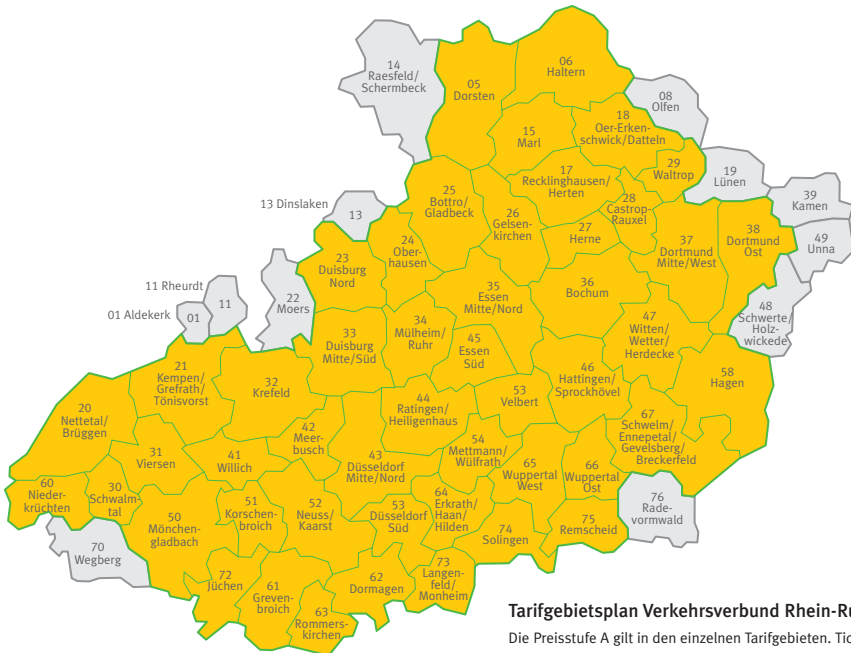 14
Raesfeld/
Schermbeck
05
Dorsten
06
Haltern
08
Olfen
15
Marl
18
Oer-Erken-
schwick/Datteln
29
Waltrop
19
Lünen
39
Kamen
49
Unna
13 Dinslaken
13
25
Bottro/
Gladbeck
17
Recklinghausen/
Herten
28
Castrop-
Rauxel
26
Gelsen-
kirchen
27
Herne
37
Dortmund
Mitte/West
38
Dortmund
Ost
24
Ober-
hausen
23
Duisburg
Nord
11 Rheurdt
11
01 Aldekerk
01
22
Moers
35
Essen
Mitte/Nord
36
Bochum
48
Schwerte/
Holz-
wickede
33
Duisburg
Mitte/Süd
34
Mülheim/
Ruhr
45
Essen
Süd
47
Witten/
Wetter/
Herdecke
21
Kempen/
Grefrath/
Tönisvorst
32
Krefeld
46
Hattingen/
Sprockhövel
58
Hagen
20
Nettetal/
Brüggen
44
Ratingen/
Heiligenhaus
53
Velbert
42
Meer-
busch
67
Schwelm/
Ennepetal/
Gevelsberg/
Breckerfeld
31
Viersen
41
Willich
43
Düsseldorf
Mitte/Nord
54
Mettmann/
Wülfrath
65
Wuppertal
West
66
Wuppertal
Ost
60
Nieder-
krüchten
30
Schwalm-
tal
51
Korschen-
broich
52
Neuss/
Kaarst
53
Düsseldorf
Süd
64
Erkrath/
Haan/
Hilden
76
Rade-
vormwald
50
Mönchen-
gladbach
74
Solingen
75
Remscheid
70
Wegberg
72
Jüchen
61
Greven-
broich
62
Dormagen
73
Langen-
feld/
Monheim
63
Rommers-
kirchen
Tarifgebietsplan Verkehrsverbund Rhein-Ru
Die Preisstufe A gilt in den einzelnen Tarifgebieten. Tic